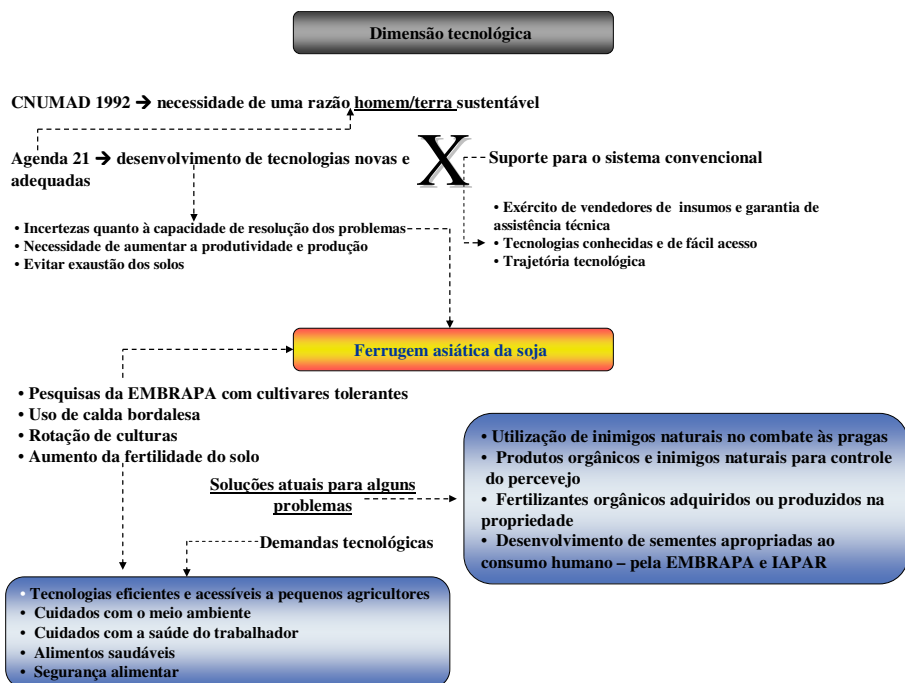 Dimensão tecnológica
CNUMAD 1992 → necessidade de uma razão homem/terra sustentável
Agenda 21 → desenvolvimento de tecnologias novas e
adequadas
X
Suporte para o sistema convencional
• Incertezas quanto à capacidade de resolução dos problemas
• Necessidade de aumentar a produtividade e produção
• Evitar exaustão dos solos
• Exército de vendedores de insumos e garantia de
assistência técnica
• Tecnologias conhecidas e de fácil acesso
• Trajetória tecnológica
Ferrugem asiática da soja
• Pesquisas da EMBRAPA com cultivares tolerantes
• Uso de calda bordalesa
• Rotação de culturas
• Aumento da fertilidade do solo
Soluções atuais para alguns
problemas
• Utilização de inimigos naturais no combate às pragas
• Produtos orgânicos e inimigos naturais para controle
do percevejo
• Fertilizantes orgânicos adquiridos ou produzidos na
propriedade
• Desenvolvimento de sementes apropriadas ao
consumo humano – pela EMBRAPA e IAPAR
Demandas tecnológicas
• Tecnologias eficientes e acessíveis a pequenos agricultores
• Cuidados com o meio ambiente
• Cuidados com a saúde do trabalhador
• Alimentos saudáveis
• Segurança alimentar